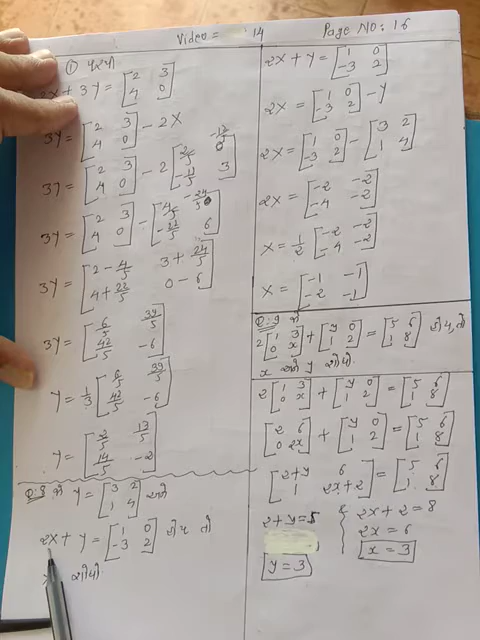 Video = 14 Page NO: 16
2X + 3Y = [2 3; 4 0]
3Y = [2 3; 4 0] - 2X
3Y = [2 3; 4 0] - 2 [2/5 -12/5; -11/5 3]
3Y = [2 3; 4 0] - [4/5 -24/5; -22/5 6]
3Y = [2 - 4/5 3 + 24/5; 4 + 22/5 0 - 6]
3Y = [6/5 39/5; 42/5 -6]
Y = 1/3 [6/5 39/5; 42/5 -6]
Y = [2/5 13/5; 14/5 -2]
Q:8 જો Y = [3 2; 1 4] અને
2X + Y = [1 0; -3 2] હોય તો
શોધો.
2X + Y = [1 0; -3 2]
2X = [1 0; -3 2] - Y
2X = [1 0; -3 2] - [3 2; 1 4]
2X = [-2 -2; -4 -2]
X = 1/2 [-2 -2; -4 -2]
X = [-1 -1; -2 -1]
Q:9 જો
2 [1 3; 0 x] + [y 0; 1 2] = [5 6; 1 8] હોય, તો
x અને y શોધો.
2 [1 3; 0 x] + [y 0; 1 2] = [5 6; 1 8]
[2 6; 0 2x] + [y 0; 1 2] = [5 6; 1 8]
[2+y 6; 1 2x+2] = [5 6; 1 8]
2+y = 5
y = 3
2x + 2 = 8
2x = 6
x = 3